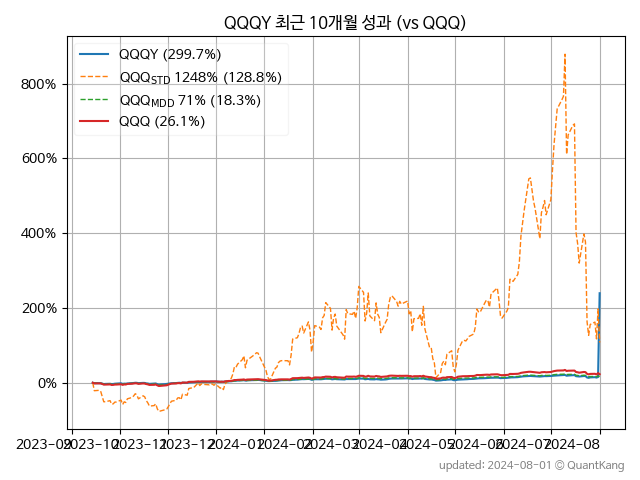 QQQY 최근 10개월 성과 (vs QQQ)
QQQY (299.7%)
QQQSTD 1248% (128.8%)
QQQMDD 71% (18.3%)
QQQ (26.1%)
800%
600%
400%
200%
0%
2023-09 2023-10 2023-11 2023-12 2024-01 2024-02 2024-03 2024-04 2024-05 2024-06 2024-07 2024-08
updated: 2024-08-01 © QuantKang